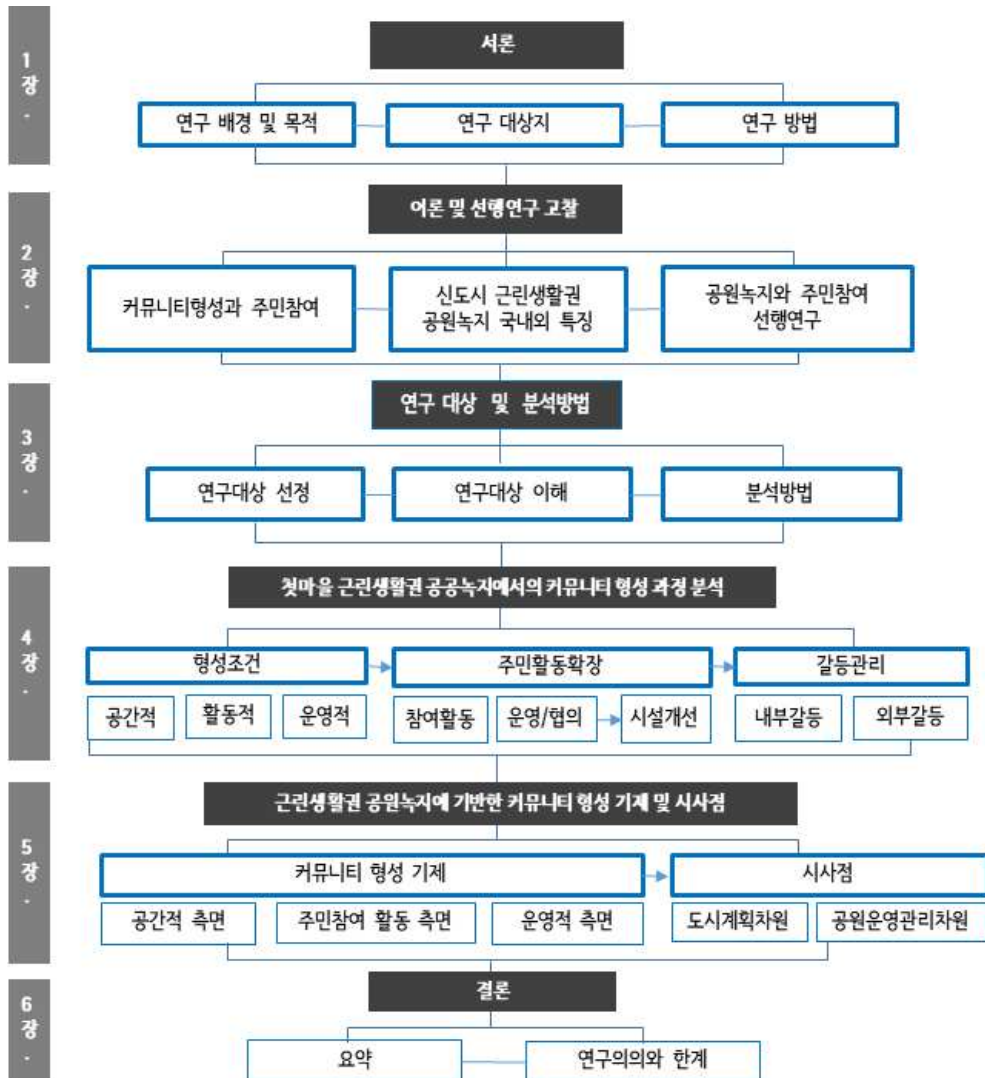 1
장
.
서론
연구 배경 및 목적
연구 대상지
연구 방법
2
장
.
이론 및 선행연구 고찰
커뮤니티형성과 주민참여
신도시 근린생활권
공원녹지 국내외 특징
공원녹지와 주민참여
선행연구
3
장
.
연구 대상 및 분석방법
연구대상 선정
연구대상 이해
분석방법
4
장
.
첫마을 근린생활권 공공녹지에서의 커뮤니티 형성 과정 분석
형성조건
주민활동확장
갈등관리
공간적
활동적
운영적
참여활동
운영/협의
시설개선
내부갈등
외부갈등
5
장
.
근린생활권 공원녹지에 기반한 커뮤니티 형성 기제 및 시사점
커뮤니티 형성 기제
시사점
공간적 측면
주민참여 활동 측면
운영적 측면
도시계획차원
공원운영관리차원
6
장
.
결론
요약
연구의의와 한계